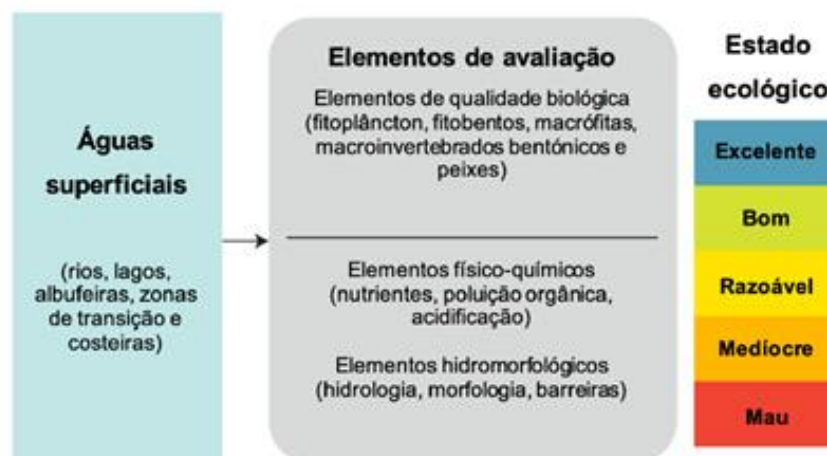 Águas
superficiais
(rios, lagos,
albufeiras, zonas
de transição e
costeiras)
Elementos de avaliação
Elementos de qualidade biológica
(fitoplâncton, fitobentos, macrófitas,
macroinvertebrados bentónicos e
peixes)
Elementos físico-químicos
(nutrientes, poluição orgânica,
acidificação)
Elementos hidromorfológicos
(hidrologia, morfologia, barreiras)
Estado
ecológico
Excelente
Bom
Razoável
Medíocre
Mau